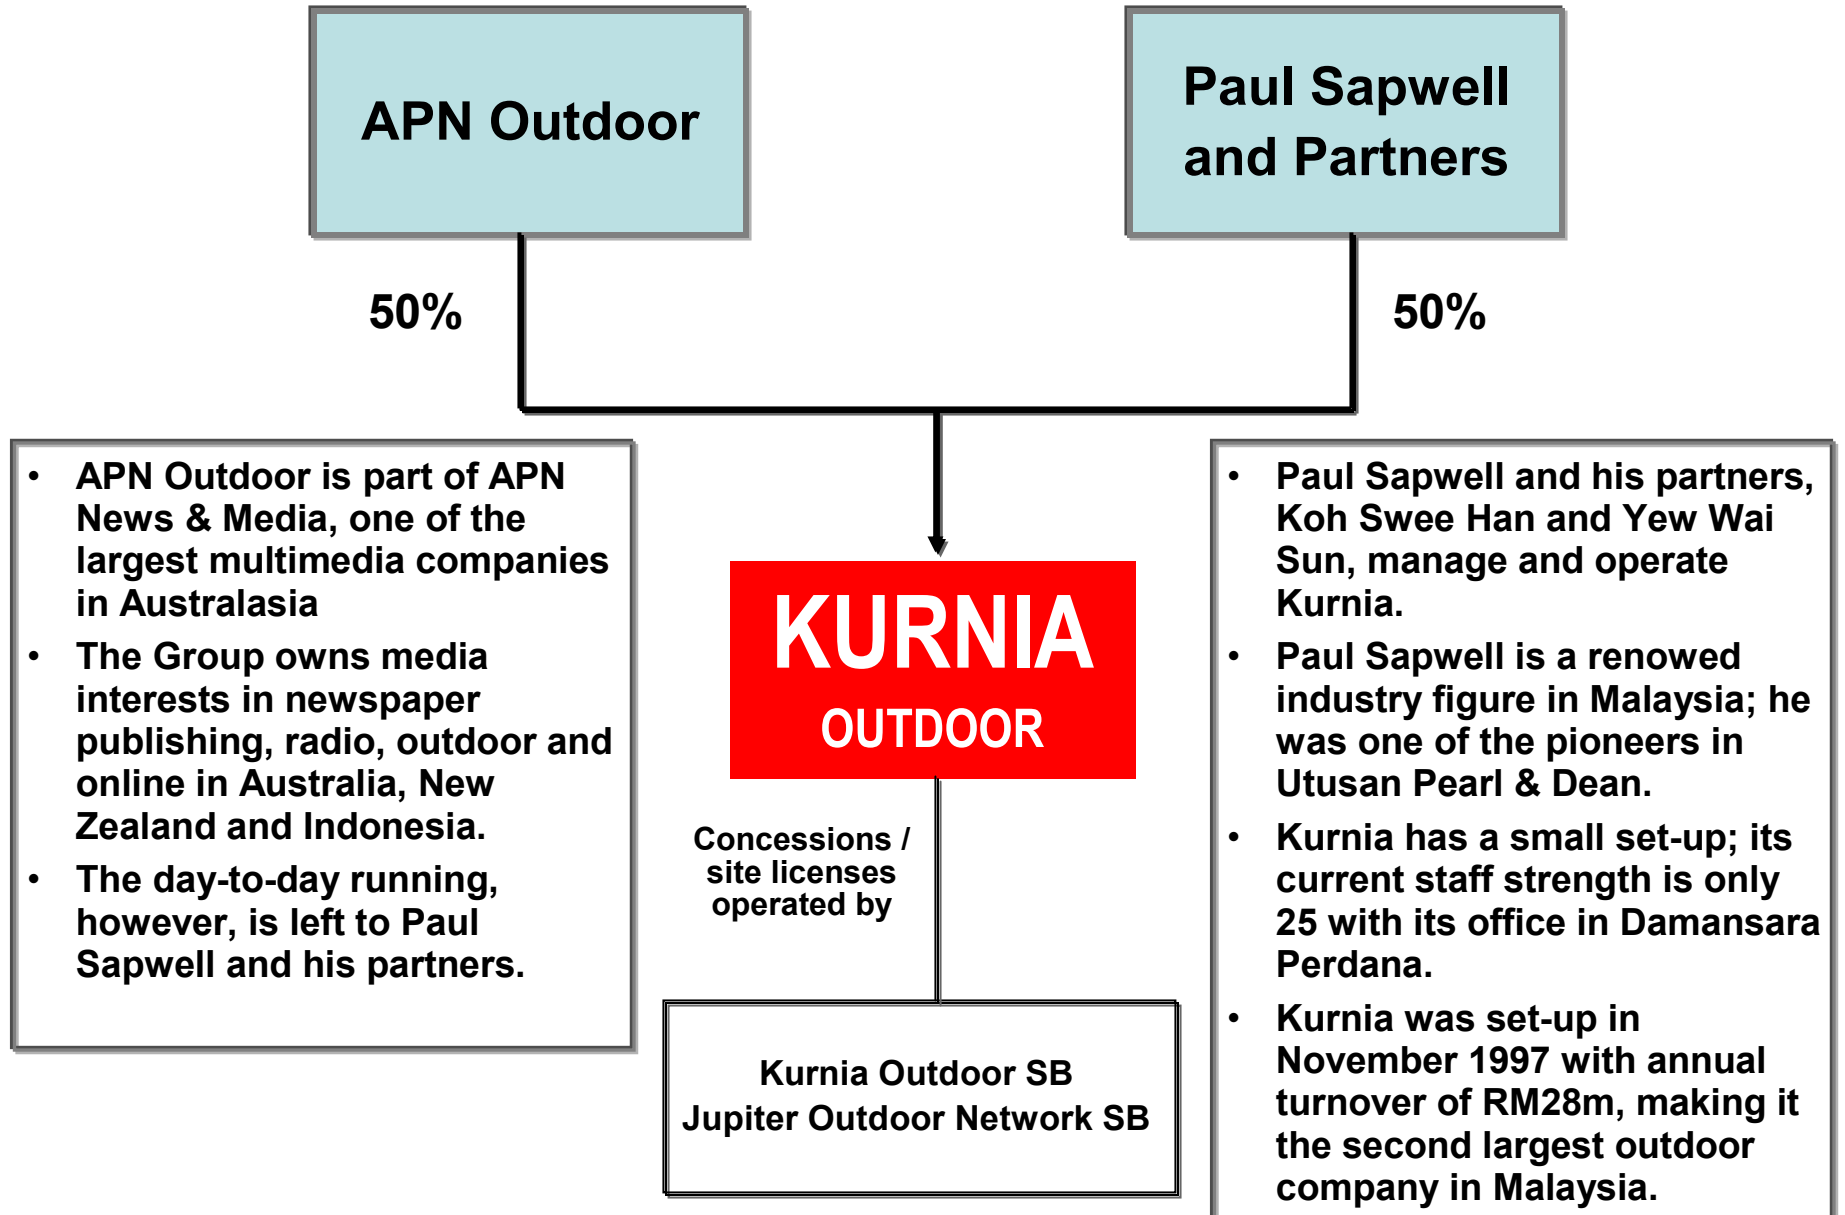 APN Outdoor
Paul Sapwell
and Partners
50%
50%
• APN Outdoor is part of APN
News & Media, one of the
largest multimedia companies
in Australasia
• The Group owns media
interests in newspaper
publishing, radio, outdoor and
online in Australia, New
Zealand and Indonesia.
• The day-to-day running,
however, is left to Paul
Sapwell and his partners.
KURNIA
OUTDOOR
Concessions /
site licenses
operated by
Kurnia Outdoor SB
Jupiter Outdoor Network SB
• Paul Sapwell and his partners,
Koh Swee Han and Yew Wai
Sun, manage and operate
Kurnia.
• Paul Sapwell is a renowed
industry figure in Malaysia; he
was one of the pioneers in
Utusan Pearl & Dean.
• Kurnia has a small set-up; its
current staff strength is only
25 with its office in Damansara
Perdana.
• Kurnia was set-up in
November 1997 with annual
turnover of RM28m, making it
the second largest outdoor
company in Malaysia.